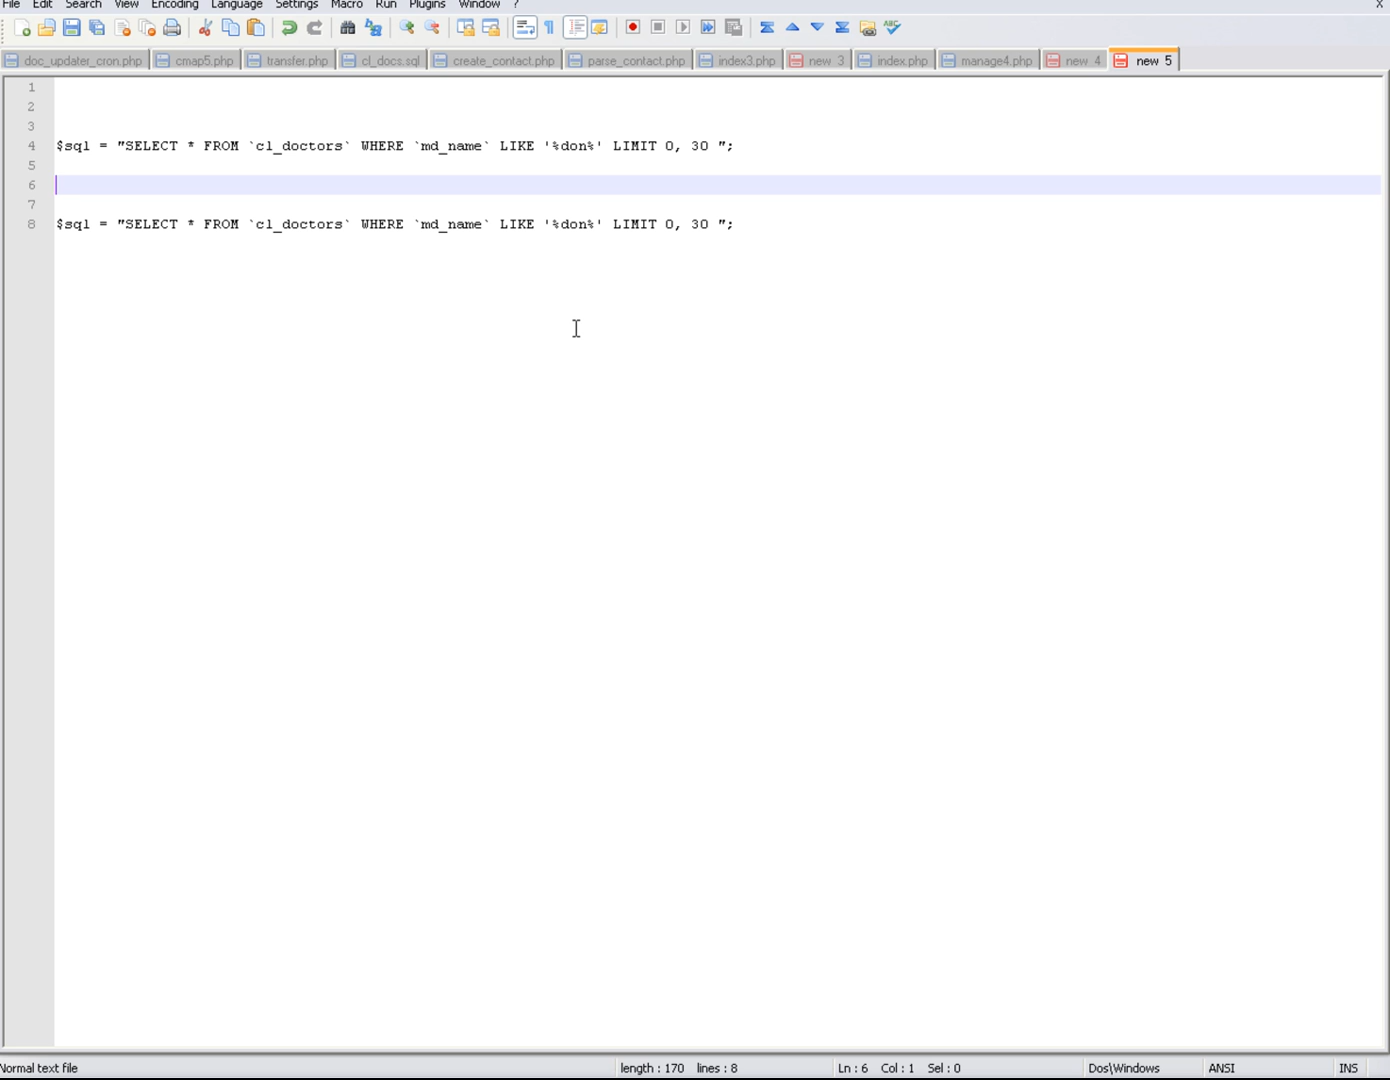 File Edit Search View Encoding Language Settings Macro Run Plugins Window ? X
doc_updater_cron.php cmap5.php transfer.php cl_docs.sql create_contact.php parse_contact.php index3.php new 3 index.php manage4.php new 4 new 5
1
2
3
4 $sql = "SELECT * FROM `cl_doctors` WHERE `md_name` LIKE '%don%' LIMIT 0, 30 ";
5
6
7
8 $sql = "SELECT * FROM `cl_doctors` WHERE `md_name` LIKE '%don%' LIMIT 0, 30 ";
Normal text file length : 170 lines : 8 Ln : 6 Col : 1 Sel : 0 Dos\Windows ANSI INS